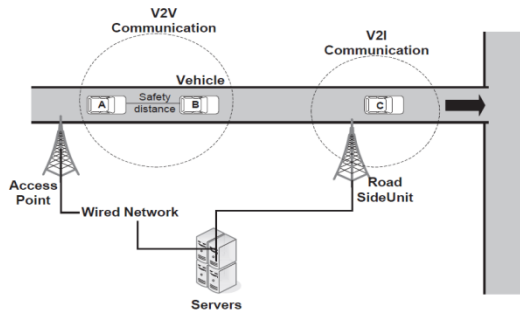 V2V
Communication
V2I
Communication
Vehicle
A
Safety
distance
B
C
Access
Point
Wired Network
Road
SideUnit
Servers